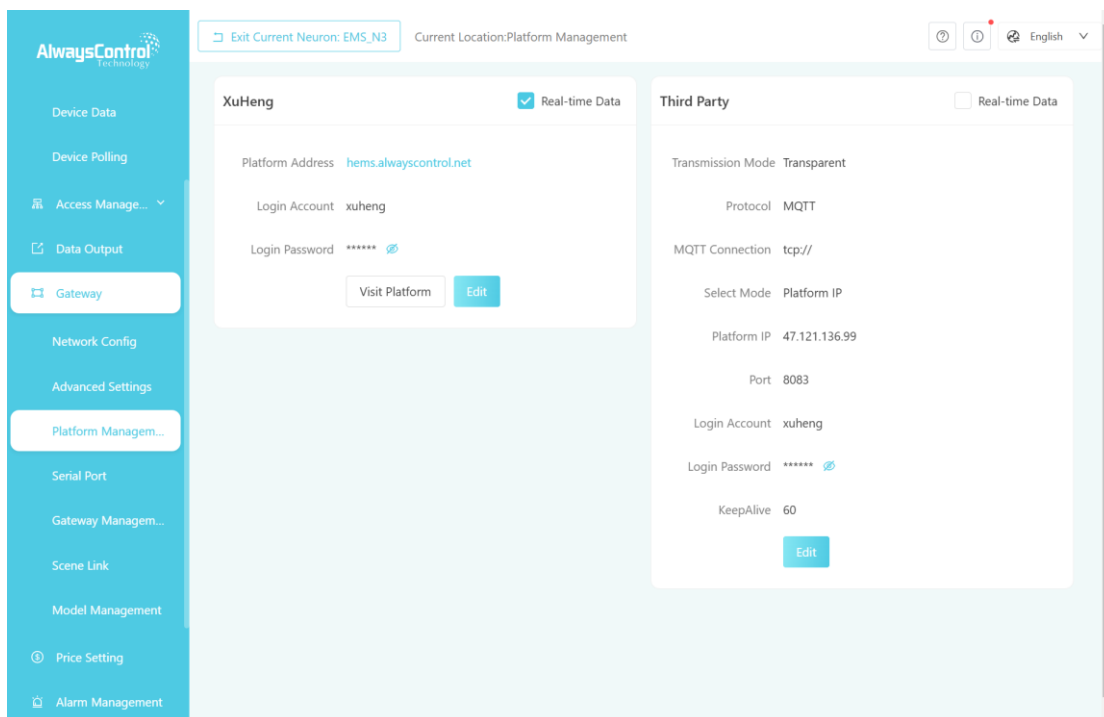 AlwaysControl
Technology
Exit Current Neuron: EMS_N3
Current Location:Platform Management
English
Device Data
Device Polling
Access Manage...
Data Output
Gateway
Network Config
Advanced Settings
Platform Managem...
Serial Port
Gateway Managem...
Scene Link
Model Management
Price Setting
Alarm Management
XuHeng
Real-time Data
Platform Address hems.alwayscontrol.net
Login Account xuheng
Login Password ******
Visit Platform
Edit
Third Party
Real-time Data
Transmission Mode Transparent
Protocol MQTT
MQTT Connection tcp://
Select Mode Platform IP
Platform IP 47.121.136.99
Port 8083
Login Account xuheng
Login Password ******
KeepAlive 60
Edit